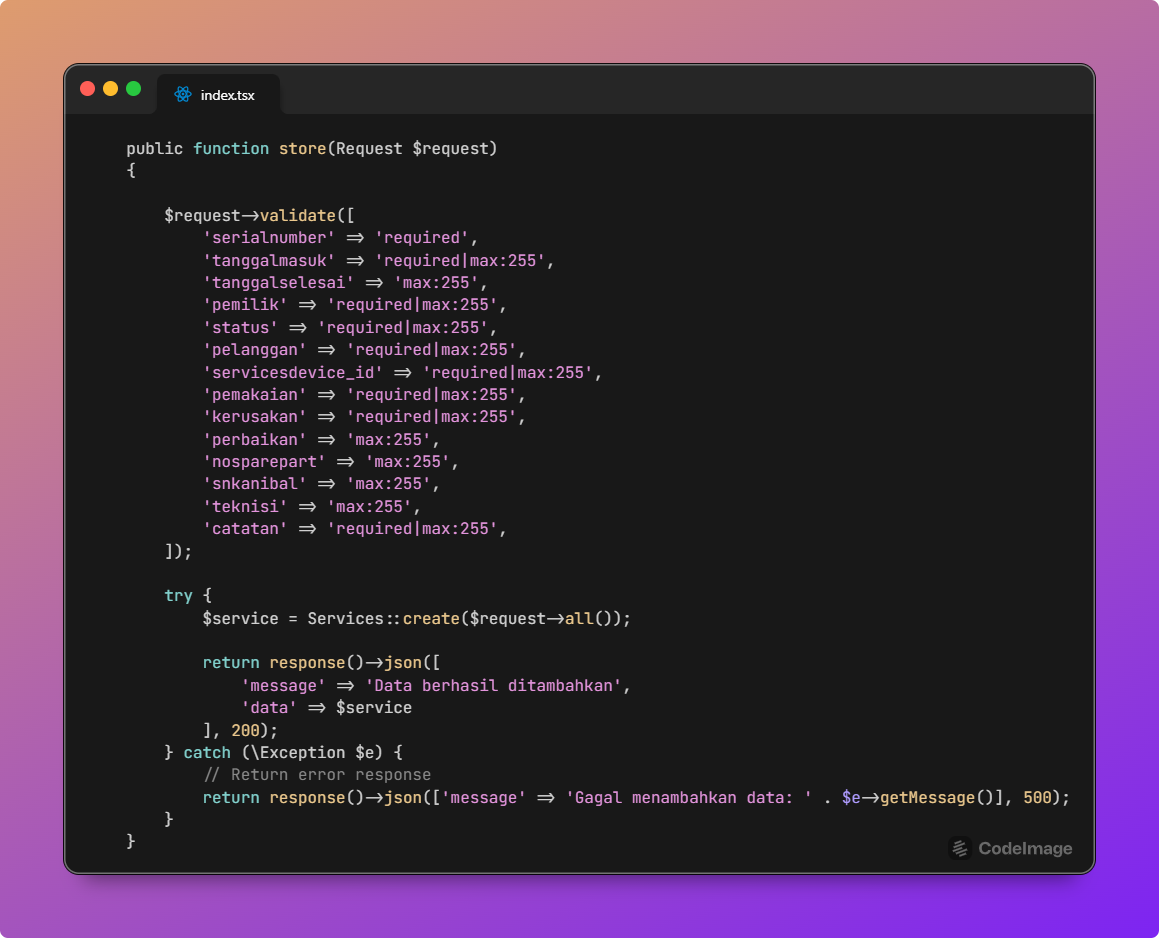 index.tsx
public function store(Request $request)
{
$request->validate([
'serialnumber' => 'required',
'tanggalmasuk' => 'required|max:255',
'tanggalselesai' => 'max:255',
'pemilik' => 'required|max:255',
'status' => 'required|max:255',
'pelanggan' => 'required|max:255',
'servicesdevice_id' => 'required|max:255',
'pemakaian' => 'required|max:255',
'kerusakan' => 'required|max:255',
'perbaikan' => 'max:255',
'nosparepart' => 'max:255',
'snkanibal' => 'max:255',
'teknisi' => 'max:255',
'catatan' => 'required|max:255',
]);
try {
$service = Services::create($request->all());
return response()->json([
'message' => 'Data berhasil ditambahkan',
'data' => $service
], 200);
} catch (\Exception $e) {
// Return error response
return response()->json(['message' => 'Gagal menambahkan data: ' . $e->getMessage()], 500);
}
}
CodeImage